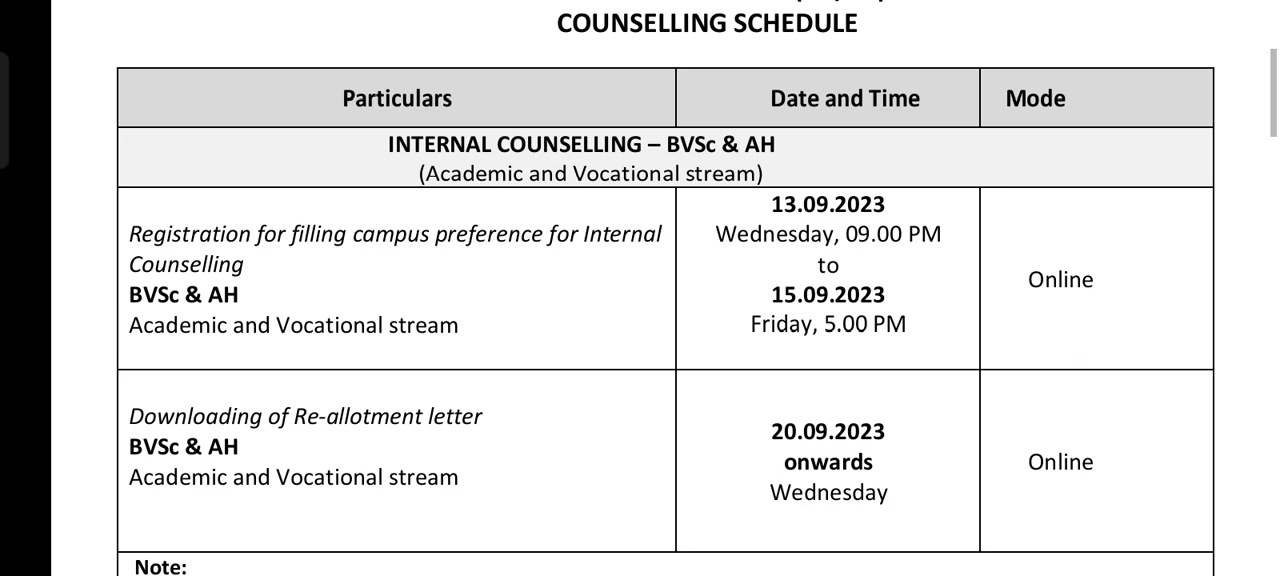 COUNSELLING SCHEDULE
Particulars Date and Time Mode
INTERNAL COUNSELLING – BVSc & AH
(Academic and Vocational stream)
Registration for filling campus preference for Internal
Counselling
BVSc & AH
Academic and Vocational stream
13.09.2023
Wednesday, 09.00 PM
to
15.09.2023
Friday, 5.00 PM
Online
Downloading of Re-allotment letter
BVSc & AH
Academic and Vocational stream
20.09.2023
onwards
Wednesday
Online
Note: